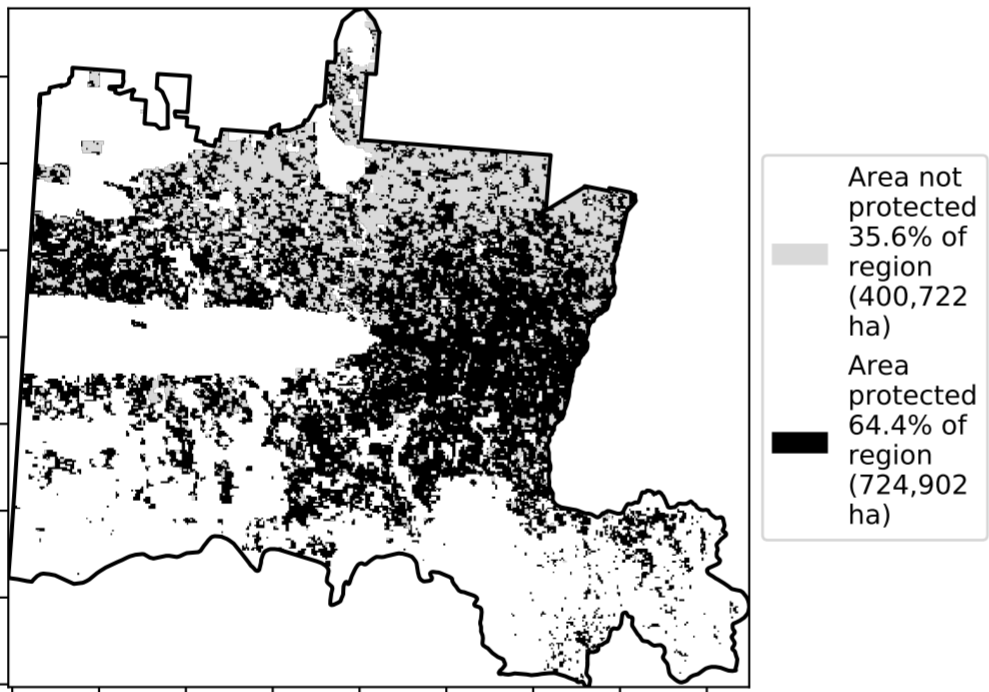 Area not
protected
35.6% of
region
(400,722
ha)
Area
protected
64.4% of
region
(724,902
ha)